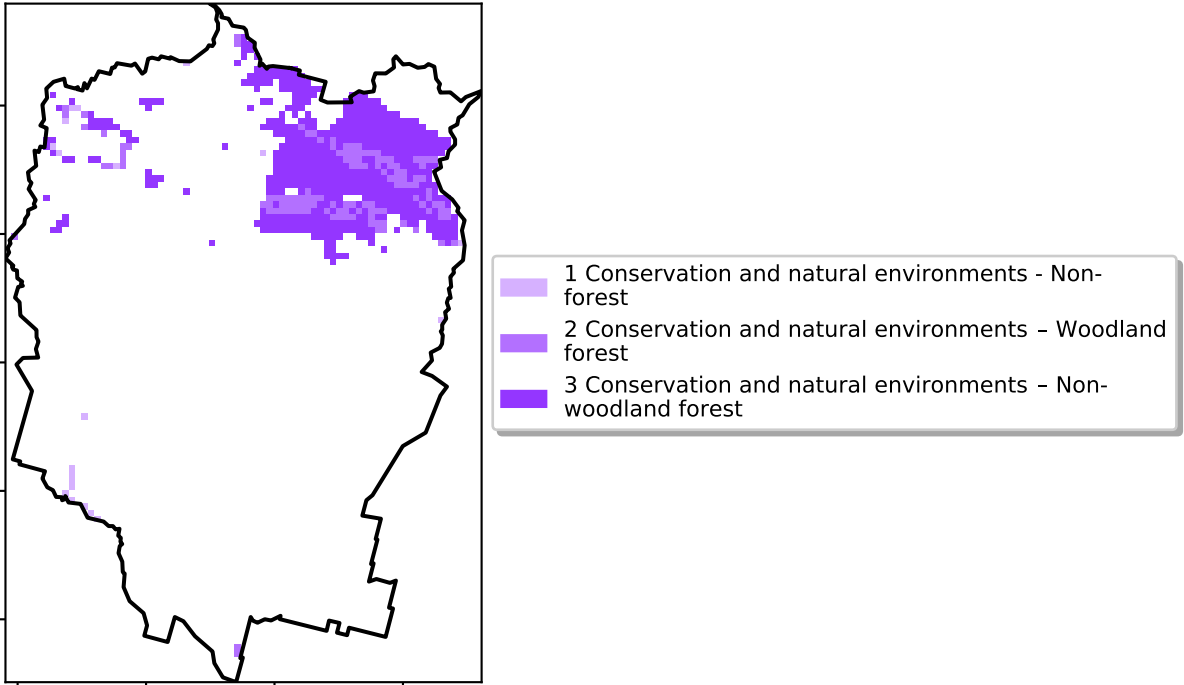 1 Conservation and natural environments - Non-
forest
2 Conservation and natural environments – Woodland
forest
3 Conservation and natural environments – Non-
woodland forest